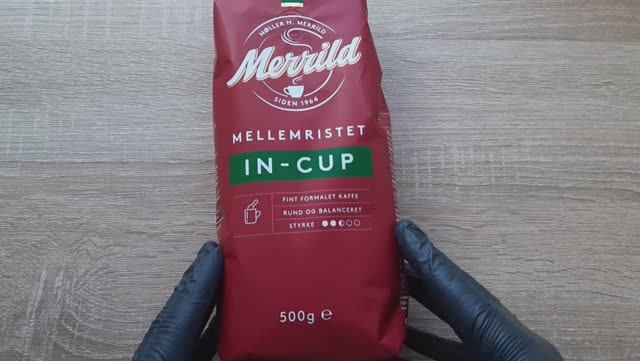 MØLLER H. MERRILD
Merrild
SIDEN 1964
MELLEMRISTET
IN-CUP
FINT FORMALET KAFFE
RUND OG BALANCERET
STYRKE
500g e